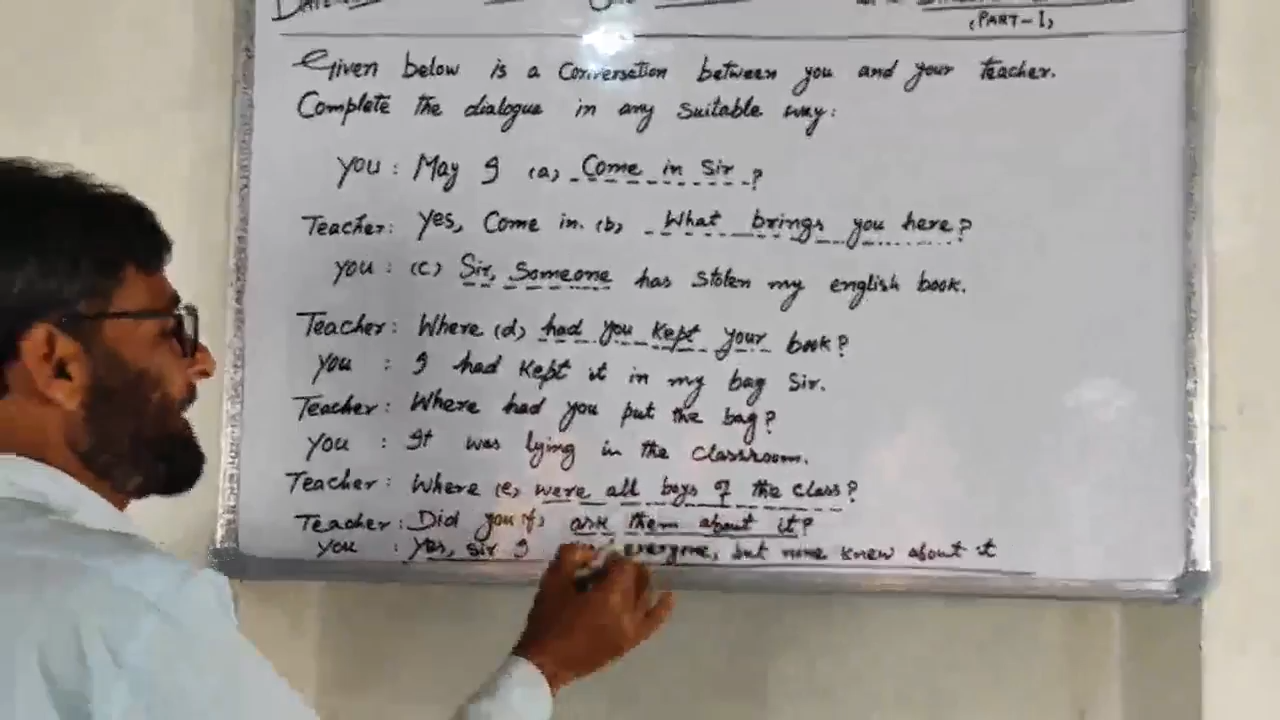 (PART-I)
Given below is a Conversation between you and your teacher.
Complete the dialogue in any suitable way:
you : May I (a) Come in Sir?
Teacher: Yes, Come in. (b) What brings you here?
you : (c) Sir, Someone has stolen my english book.
Teacher: Where (d) had you kept your book?
you : I had kept it in my bag Sir.
Teacher: Where had you put the bag?
you : It was lying in the classroom.
Teacher: Where (e) were all boys of the class?
Teacher: Did you (f) ask them about it?
you : Yes, sir I everyone, but none knew about it